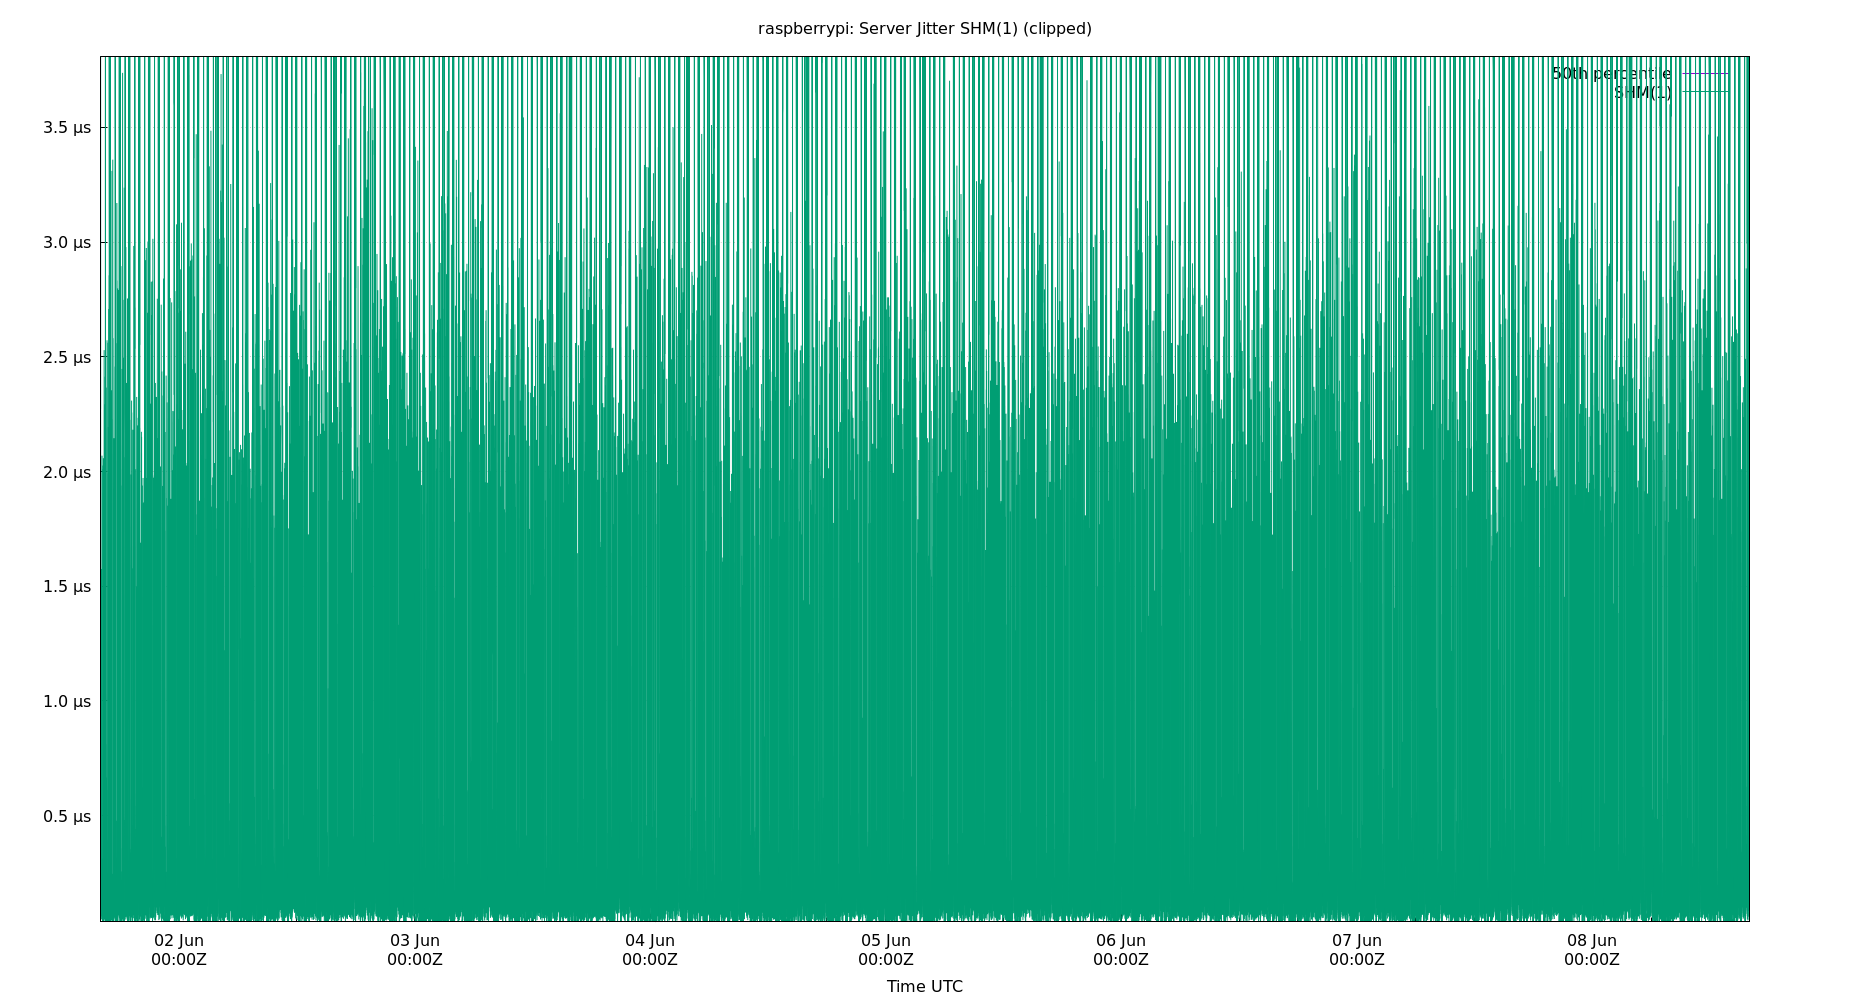 raspberrypi: Server Jitter SHM(1) (clipped)
50th percentile
SHM(1)
3.5 µs
3.0 µs
2.5 µs
2.0 µs
1.5 µs
1.0 µs
0.5 µs
02 Jun 03 Jun 04 Jun 05 Jun 06 Jun 07 Jun 08 Jun
00:00Z 00:00Z 00:00Z 00:00Z 00:00Z 00:00Z 00:00Z
Time UTC